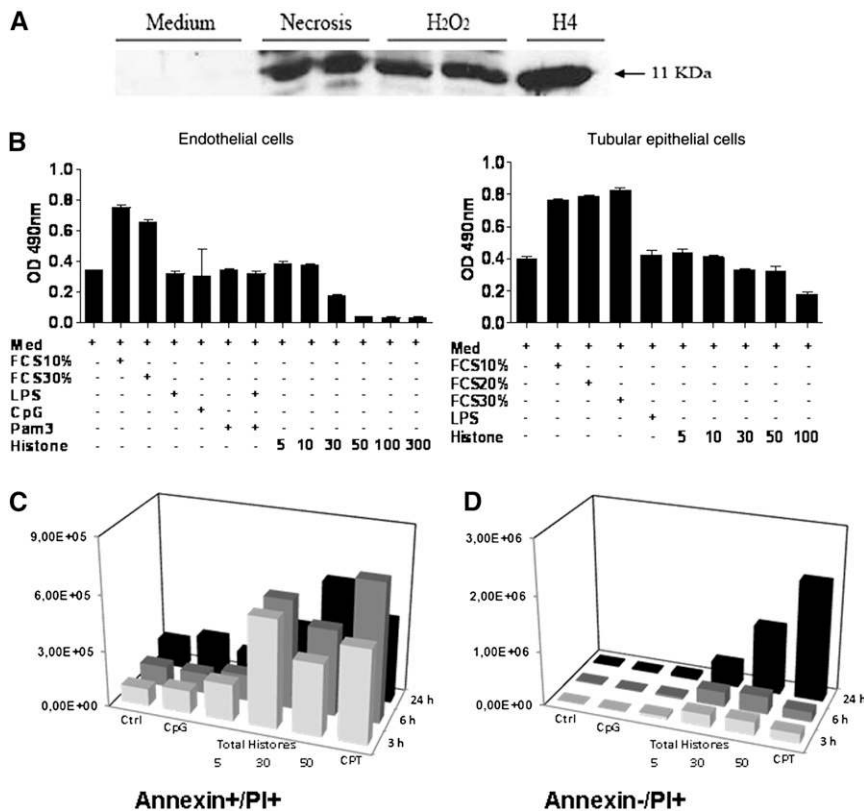 A
Medium Necrosis H2O2 H4
11 KDa
B
Endothelial cells
OD 490nm
1.0
0.8
0.6
0.4
0.2
0.0
Med + + + + + + + + + + + + +
FCS10% - + - - - - - - - - - - -
FCS30% - - + - - - - - - - - - -
LPS - - - + - - + - - - - - -
CpG - - - - + - - - - - - - -
Pam3 - - - - - + + - - - - - -
Histone - - - - - - - 5 10 30 50 100 300
Tubular epithelial cells
OD 490nm
1.0
0.8
0.6
0.4
0.2
0.0
Med + + + + + + + + + +
FCS10% - + - - - - - - - -
FCS20% - - + - - - - - - -
FCS30% - - - + - - - - - -
LPS - - - - + - - - - -
Histone - - - - - 5 10 30 50 100
C
9,00E+05
6,00E+05
3,00E+05
0,00E+00
Ctrl
CpG
Total Histones
5 30 50
CPT
3 h
6 h
24 h
Annexin+/PI+
D
3,00E+06
2,00E+06
1,00E+06
0,00E+00
Ctrl
CpG
Total Histones
5 30 50
CPT
3 h
6 h
24 h
Annexin-/PI+